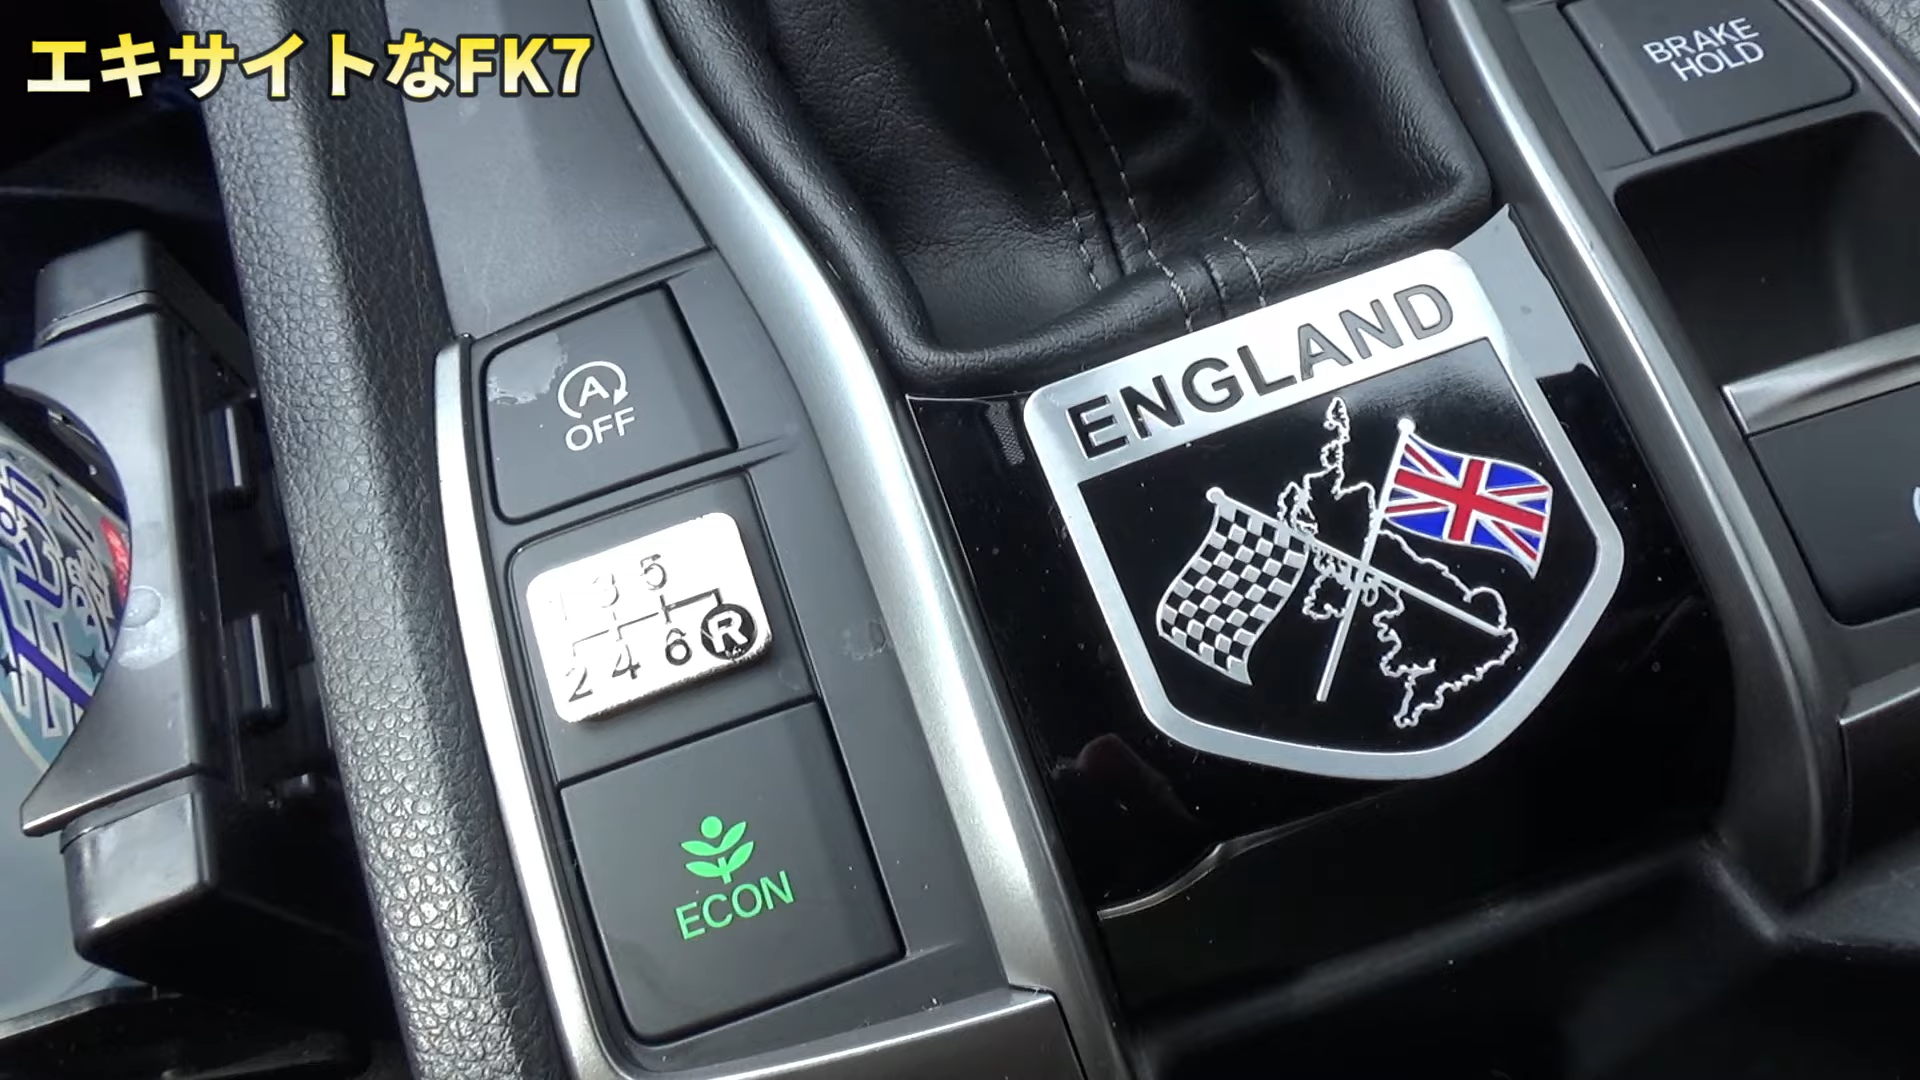 エキサイトなFK7
BRAKE
HOLD
A
OFF
ENGLAND
3 5
2 4 6 R
ECON